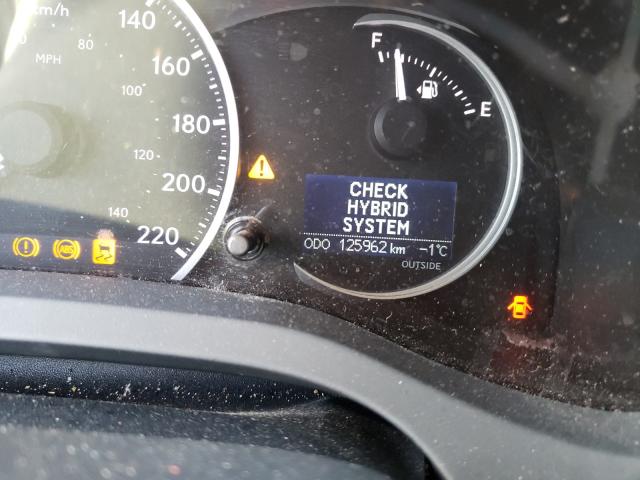 km/h
140
80
MPH
160
100
180
120
200
140
220
F
E
CHECK
HYBRID
SYSTEM
ODO 125962 km -1°C
OUTSIDE
ABS